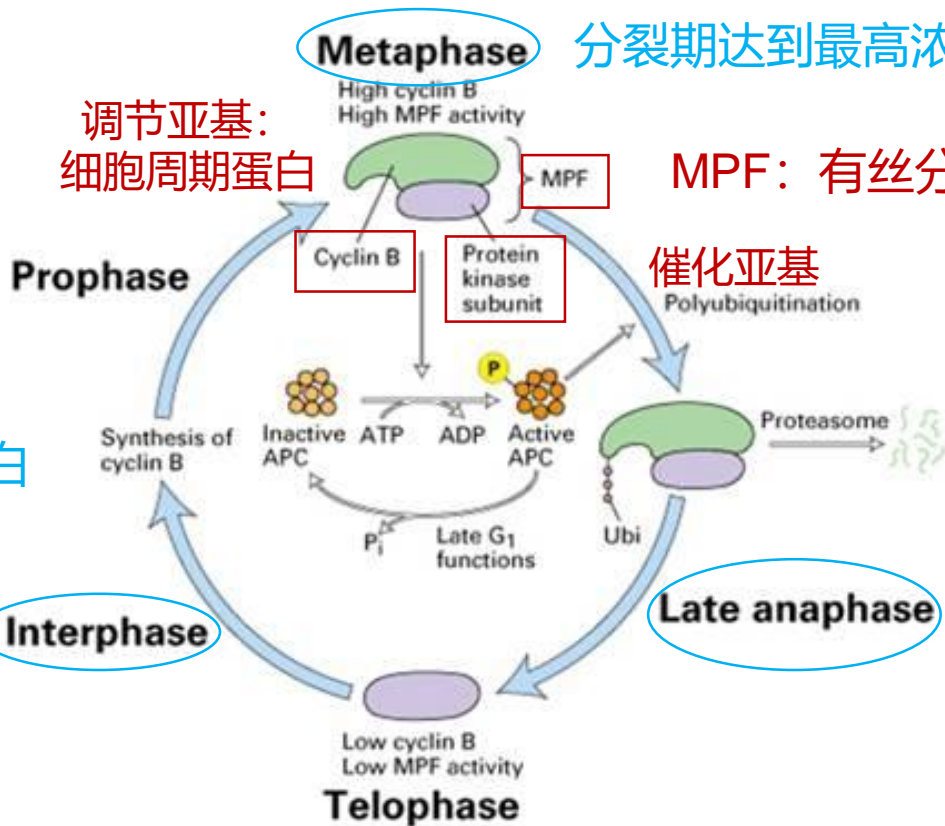 Metaphase
分裂期达到最高浓
High cyclin B
High MPF activity
调节亚基：
细胞周期蛋白
MPF
MPF：有丝分
Cyclin B
Protein
kinase
subunit
催化亚基
Prophase
Polyubiquitination
P
Synthesis of
cyclin B
Inactive
APC
ATP
ADP
Active
APC
Proteasome
白
Pi
Late G1
functions
Ubi
Interphase
Late anaphase
Low cyclin B
Low MPF activity
Telophase